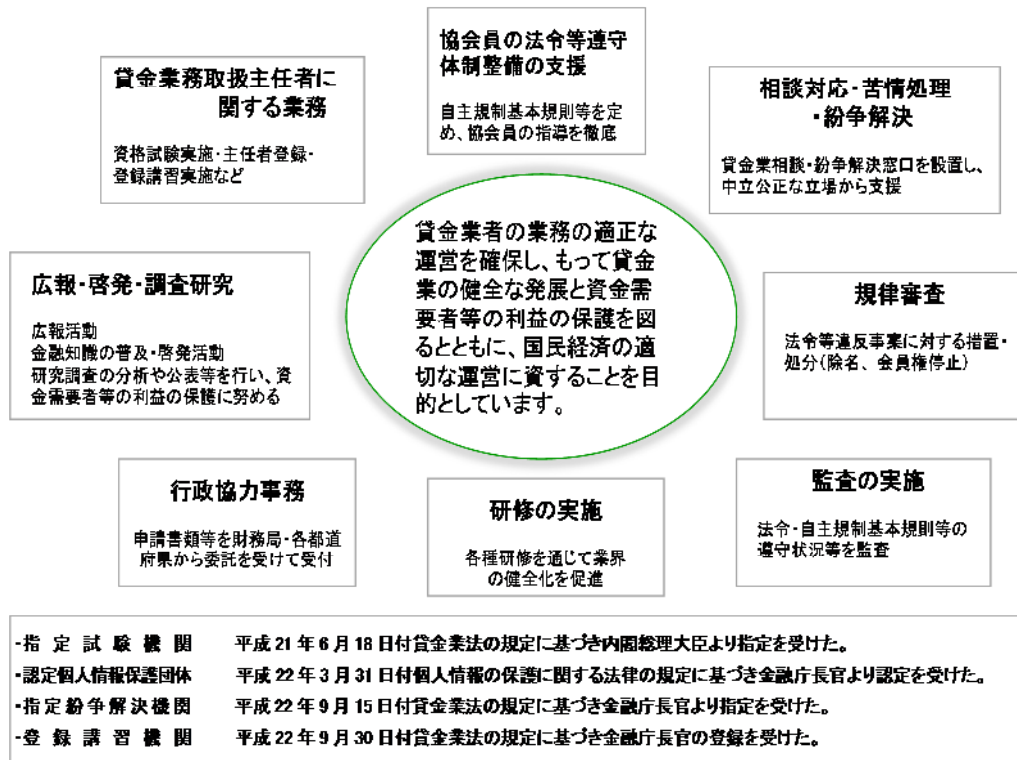 協会員の法令等遵守
体制整備の支援
自主規制基本規則等を定
め、協会員の指導を徹底
貸金業務取扱主任者に
関する業務
資格試験実施・主任者登録・
登録講習実施など
相談対応・苦情処理
・紛争解決
貸金業相談・紛争解決窓口を設置し、
中立公正な立場から支援
貸金業者の業務の適正な
運営を確保し、もって貸金
業の健全な発展と資金需
要者等の利益の保護を図
るとともに、国民経済の適
切な運営に資することを目
的としています。
広報・啓発・調査研究
広報活動
金融知識の普及・啓発活動
研究調査の分析や公表等を行い、資
金需要者等の利益の保護に努める
規律審査
法令等違反事案に対する措置・
処分(除名、会員権停止)
行政協力事務
申請書類等を財務局・各都道
府県から委託を受けて受付
研修の実施
各種研修を通じて業界
の健全化を促進
監査の実施
法令・自主規制基本規則等の
遵守状況等を監査
・指定試験機関 平成21年6月18日付貸金業法の規定に基づき内閣総理大臣より指定を受けた。
・認定個人情報保護団体 平成22年3月31日付個人情報の保護に関する法律の規定に基づき金融庁長官より認定を受けた。
・指定紛争解決機関 平成22年9月15日付貸金業法の規定に基づき金融庁長官より指定を受けた。
・登録講習機関 平成22年9月30日付貸金業法の規定に基づき金融庁長官の登録を受けた。